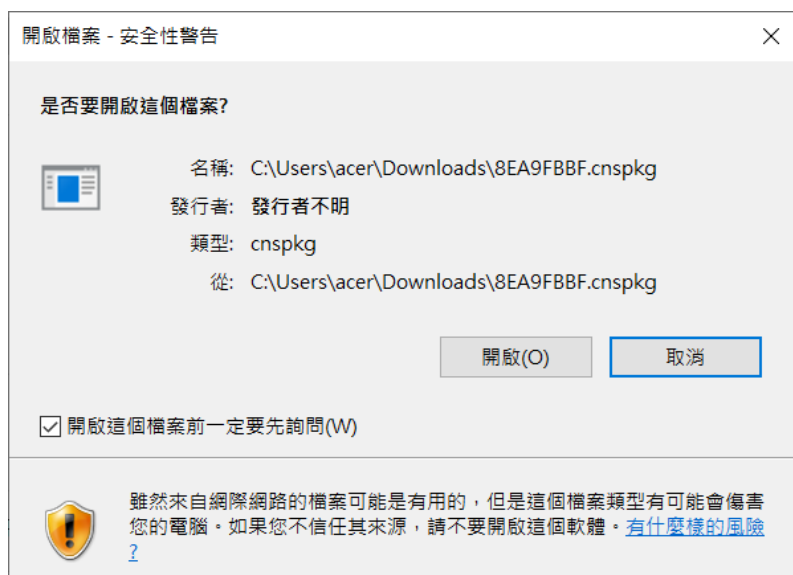 開啟檔案 - 安全性警告
是否要開啟這個檔案?
名稱: C:\Users\acer\Downloads\8EA9FBBF.cnspkg
發行者: 發行者不明
類型: cnspkg
從: C:\Users\acer\Downloads\8EA9FBBF.cnspkg
開啟(O) 取消
開啟這個檔案前一定要先詢問(W)
雖然來自網際網路的檔案可能是有用的，但是這個檔案類型有可能會傷害
您的電腦。如果您不信任其來源，請不要開啟這個軟體。有什麼樣的風險
?